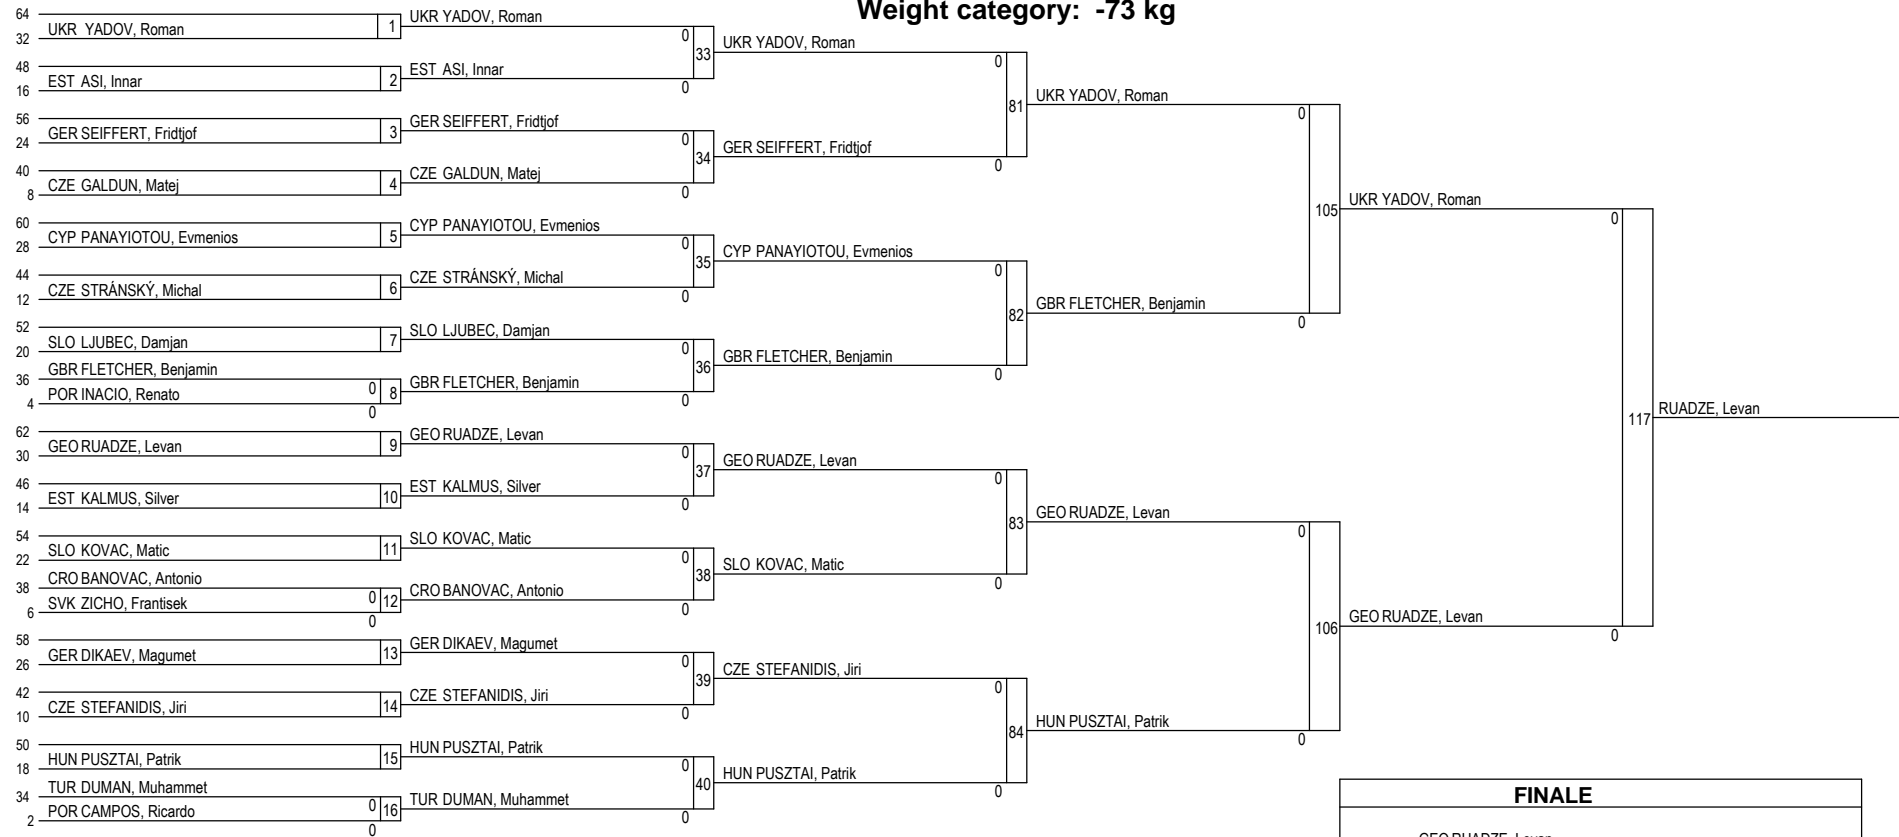 Weight category: -73 kg
64
UKR YADOV, Roman
32
1
48
EST ASI, Innar
16
2
56
GER SEIFFERT, Fridtjof
24
3
40
CZE GALDUN, Matej
8
4
60
CYP PANAYIOTOU, Evmenios
28
5
44
CZE STRÁNSKÝ, Michal
12
6
52
SLO LJUBEC, Damjan
20
7
GBR FLETCHER, Benjamin
36
POR INACIO, Renato
4
0
8
0
62
GEO RUADZE, Levan
30
9
46
EST KALMUS, Silver
14
10
54
SLO KOVAC, Matic
22
11
CRO BANOVAC, Antonio
38
SVK ZICHO, Frantisek
6
0
12
0
58
GER DIKAEV, Magumet
26
13
42
CZE STEFANIDIS, Jiri
10
14
50
HUN PUSZTAI, Patrik
18
15
TUR DUMAN, Muhammet
34
POR CAMPOS, Ricardo
2
0
16
0
UKR YADOV, Roman
0
33
EST ASI, Innar
0
GER SEIFFERT, Fridtjof
0
34
CZE GALDUN, Matej
0
CYP PANAYIOTOU, Evmenios
0
35
CZE STRÁNSKÝ, Michal
0
SLO LJUBEC, Damjan
0
36
GBR FLETCHER, Benjamin
0
GEO RUADZE, Levan
0
37
EST KALMUS, Silver
0
SLO KOVAC, Matic
0
38
CRO BANOVAC, Antonio
0
GER DIKAEV, Magumet
0
39
CZE STEFANIDIS, Jiri
0
HUN PUSZTAI, Patrik
0
40
TUR DUMAN, Muhammet
0
UKR YADOV, Roman
0
81
GER SEIFFERT, Fridtjof
0
CYP PANAYIOTOU, Evmenios
0
82
GBR FLETCHER, Benjamin
0
GEO RUADZE, Levan
0
83
SLO KOVAC, Matic
0
CZE STEFANIDIS, Jiri
0
84
HUN PUSZTAI, Patrik
0
UKR YADOV, Roman
0
105
GBR FLETCHER, Benjamin
0
GEO RUADZE, Levan
0
106
HUN PUSZTAI, Patrik
0
UKR YADOV, Roman
0
117
GEO RUADZE, Levan
0
RUADZE, Levan
FINALE
GEO RUADZE, Levan